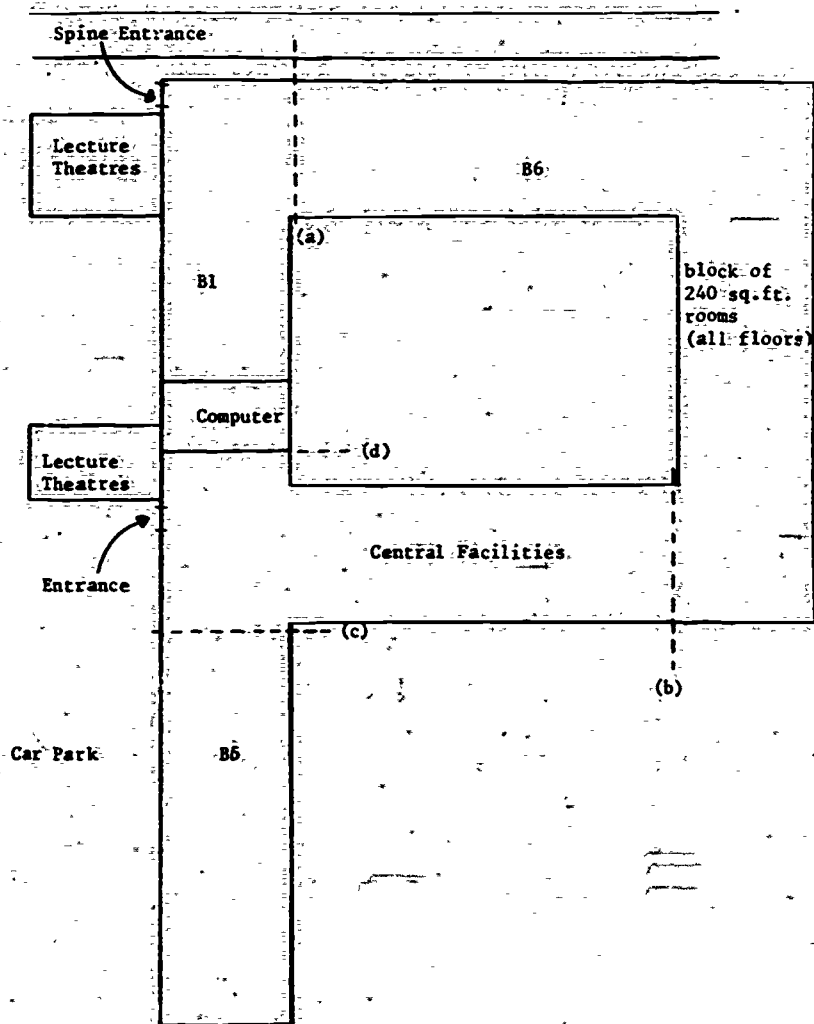 Spine Entrance
Lecture
Theatres
B6
(a)
B1
block of
240 sq.ft.
rooms
(all floors)
Computer
(d)
Lecture
Theatres
Central Facilities
Entrance
(c)
(b)
Car Park
B5